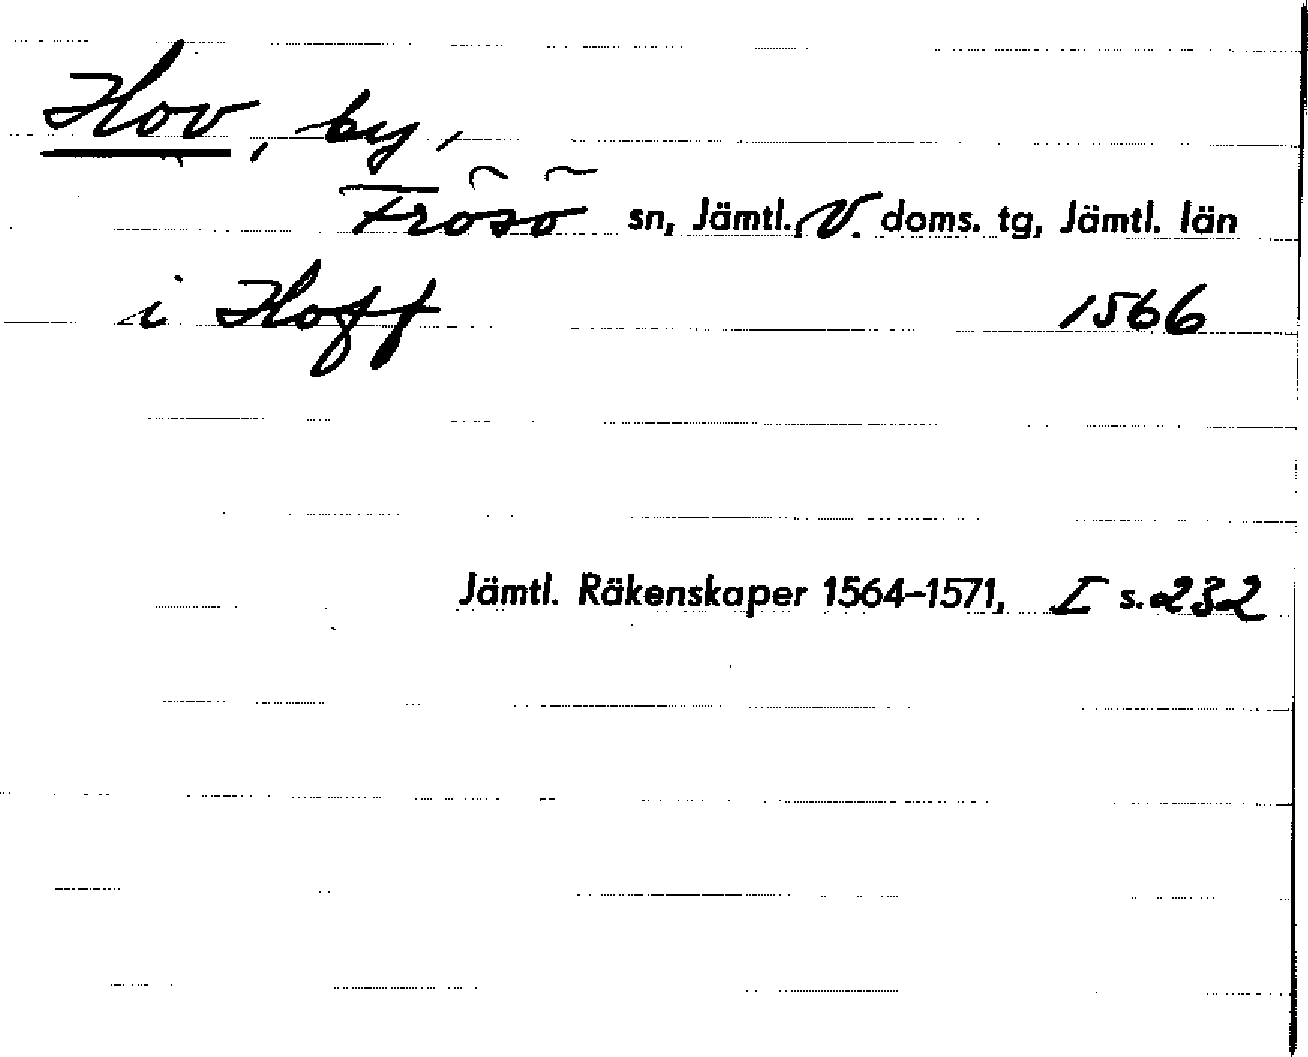 Hov, by,
Frösö sn, Jämtl., V. doms. tg, Jämtl. län
i Hoff 1566
Jämtl. Räkenskaper 1564-1571, I s. 232